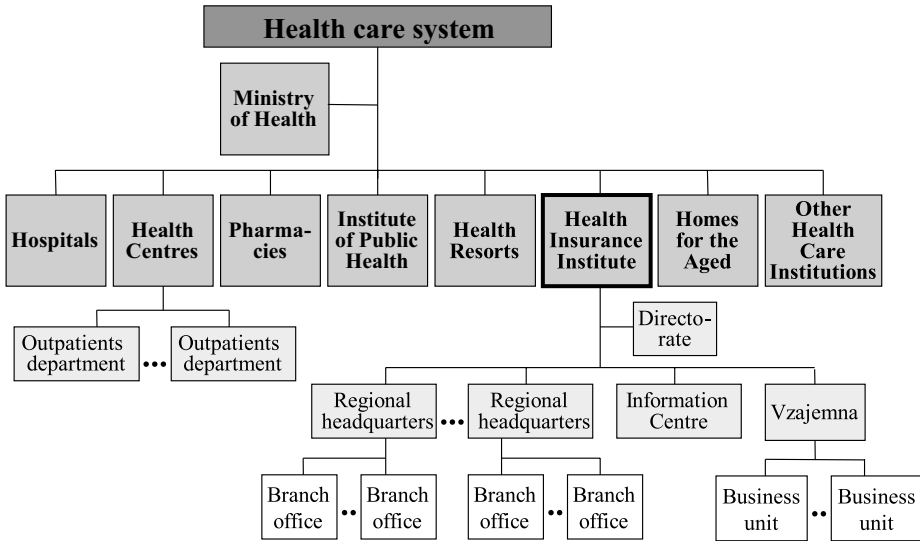 Health care system
Ministry
of Health
Hospitals
Health
Centres
Pharma-
cies
Institute
of Public
Health
Health
Resorts
Health
Insurance
Institute
Homes
for the
Aged
Other
Health
Care
Institutions
Outpatients
department
•••
Outpatients
department
Directo-
rate
Regional
headquarters
•••
Regional
headquarters
Information
Centre
Vzajemna
Branch
office
••
Branch
office
Branch
office
••
Branch
office
Business
unit
••
Business
unit